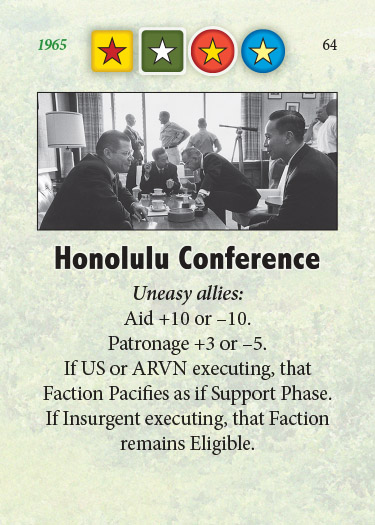 1965
64
Honolulu Conference
Uneasy allies:
Aid +10 or –10.
Patronage +3 or –5.
If US or ARVN executing, that
Faction Pacifies as if Support Phase.
If Insurgent executing, that Faction
remains Eligible.